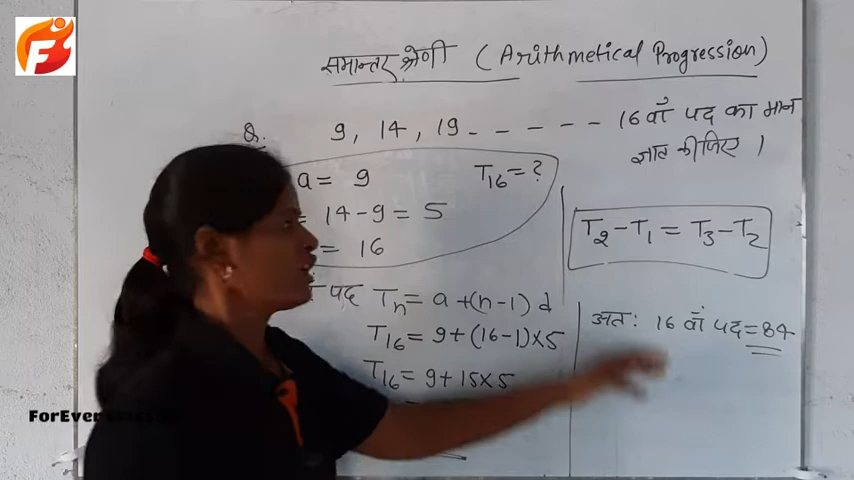 समान्तर श्रेणी (Arithmetical Progression)
Q. 9, 14, 19 - - - - - 16 वाँ पद का मान
ज्ञात कीजिए ।
a = 9 T16 = ?
= 14 - 9 = 5
= 16
T2 - T1 = T3 - T2
पद Tn = a + (n-1) d
T16 = 9 + (16-1) × 5
T16 = 9 + 15 × 5
अतः 16 वाँ पद = 84
F
ForEver